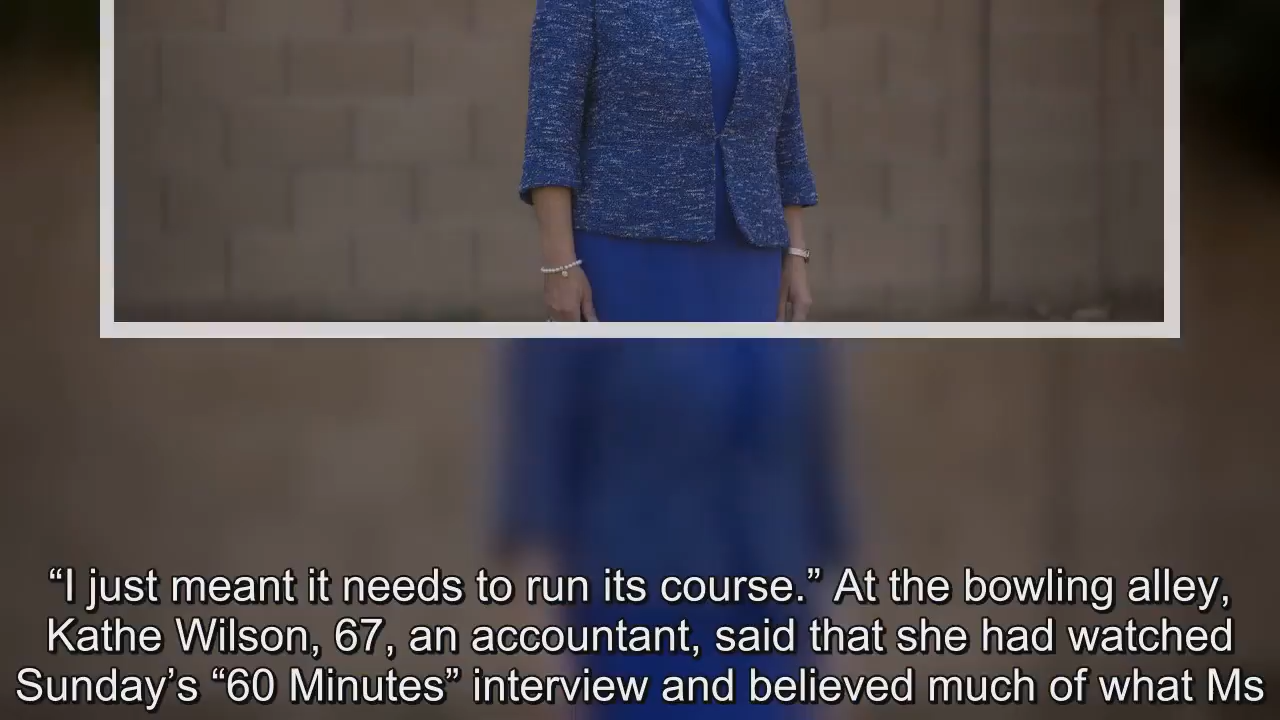 “I just meant it needs to run its course.” At the bowling alley,
Kathe Wilson, 67, an accountant, said that she had watched
Sunday’s “60 Minutes” interview and believed much of what Ms